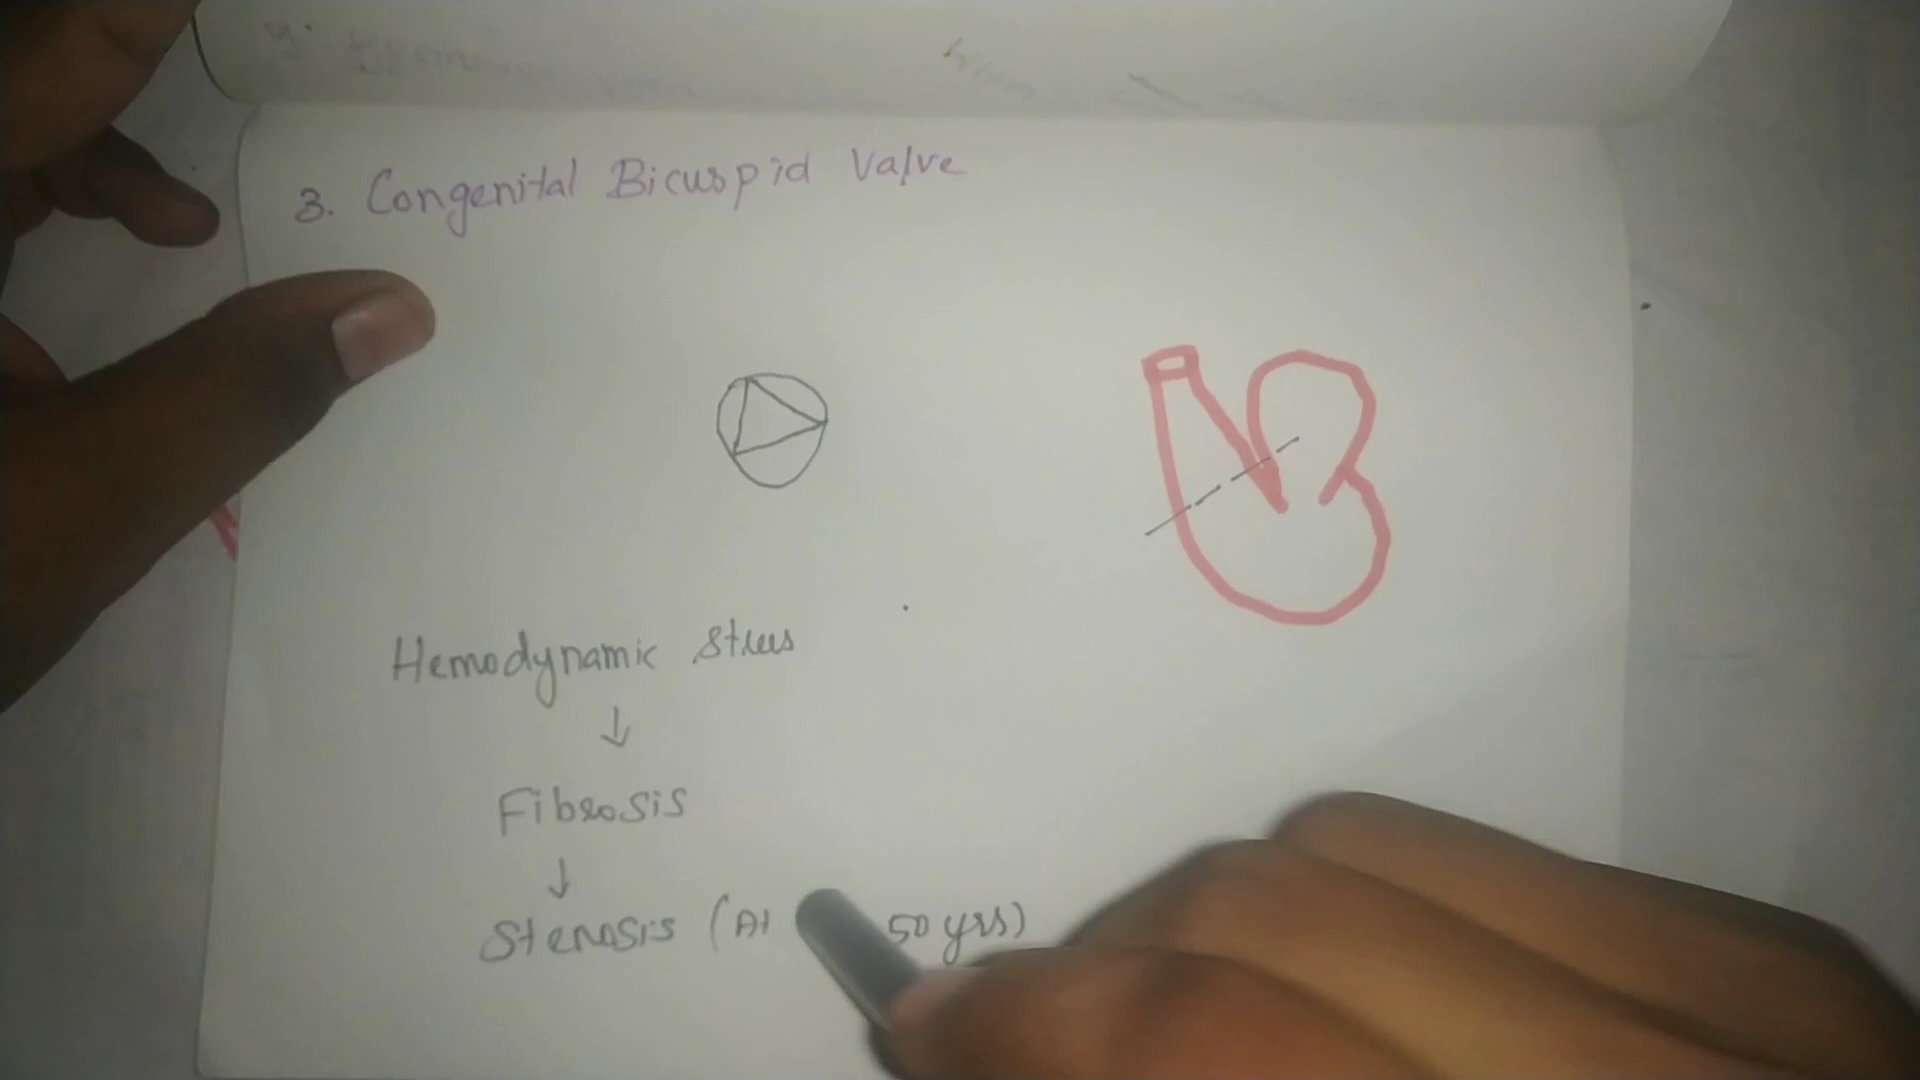 3. Congenital Bicuspid Valve
Hemodynamic Stress
↓
Fibrosis
↓
Stenosis (At 50 yrs)